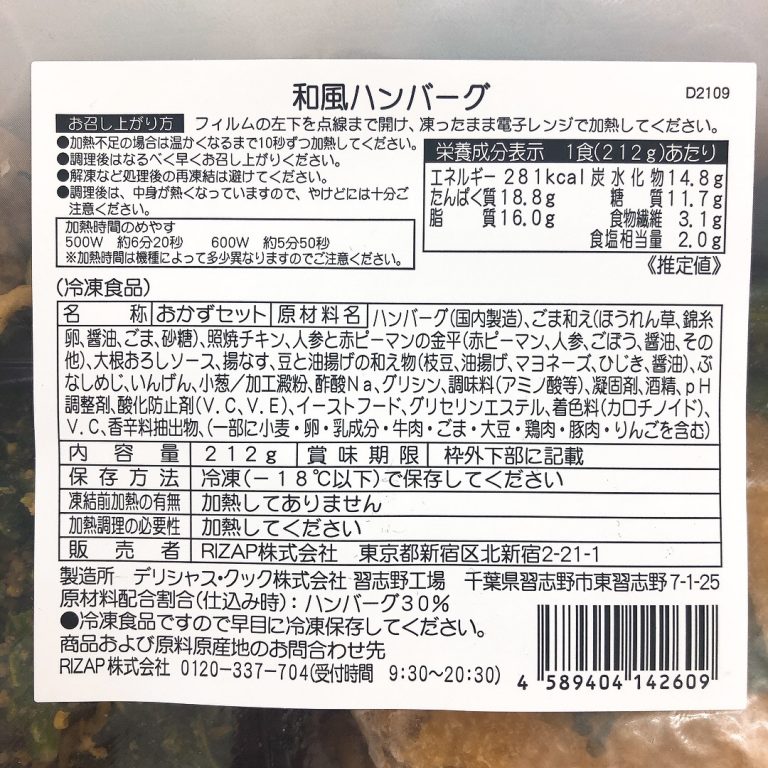 和風ハンバーグ
D2109
お召し上がり方 フィルムの左下を点線まで開け、凍ったまま電子レンジで加熱してください。
●加熱不足の場合は温かくなるまで10秒ずつ加熱してください。
●調理後はなるべく早くお召し上がりください。
●解凍など処理後の再凍結は避けてください。
●調理後は、中身が熱くなっていますので、やけどには十分ご
注意ください。
加熱時間のめやす
500W 約6分20秒 600W 約5分50秒
※加熱時間は機種によって多少異なりますのでご注意ください。
栄養成分表示 1食(212g)あたり
エネルギー 281kcal 炭水化物 14.8g
たんぱく質 18.8g 糖質 11.7g
脂質 16.0g 食物繊維 3.1g
食塩相当量 2.0g
《推定値》
(冷凍食品)
名称 おかずセット 原材料名 ハンバーグ(国内製造)、ごま和え(ほうれん草、錦糸
卵、醤油、ごま、砂糖)、照焼チキン、人参と赤ピーマンの金平(赤ピーマン、人参、ごぼう、醤油、その
他)、大根おろしソース、揚なす、豆と油揚げの和え物(枝豆、油揚げ、マヨネーズ、ひじき、醤油)、ぶ
なしめじ、いんげん、小葱/加工澱粉、酢酸Na、グリシン、調味料(アミノ酸等)、凝固剤、酒精、pH
調整剤、酸化防止剤(V.C、V.E)、イーストフード、グリセリンエステル、着色料(カロチノイド)、
V.C、香辛料抽出物、(一部に小麦・卵・乳成分・牛肉・ごま・大豆・鶏肉・豚肉・りんごを含む)
内容量 212g 賞味期限 枠外下部に記載
保存方法 冷凍(-18℃以下)で保存してください
凍結前加熱の有無 加熱してありません
加熱調理の必要性 加熱してください
販売者 RIZAP株式会社 東京都新宿区北新宿2-21-1
製造所 デリシャス・クック株式会社 習志野工場 千葉県習志野市東習志野7-1-25
原材料配合割合(仕込み時):ハンバーグ30%
●冷凍食品ですので早目に冷凍保存してください。
商品および原料原産地のお問合わせ先
RIZAP株式会社 0120-337-704(受付時間 9:30~20:30)
4 589404 142609